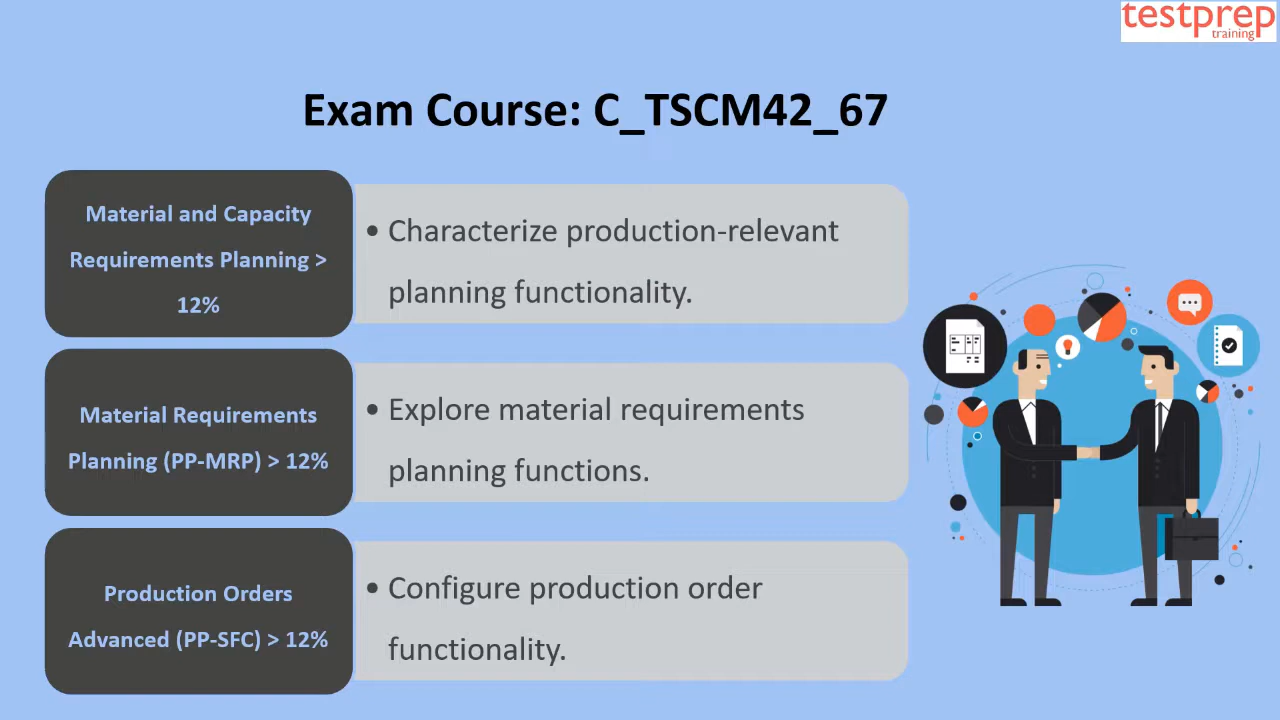 testprep
training
Exam Course: C_TSCM42_67
Material and Capacity
Requirements Planning >
12%
• Characterize production-relevant
planning functionality.
Material Requirements
Planning (PP-MRP) > 12%
• Explore material requirements
planning functions.
Production Orders
Advanced (PP-SFC) > 12%
• Configure production order
functionality.